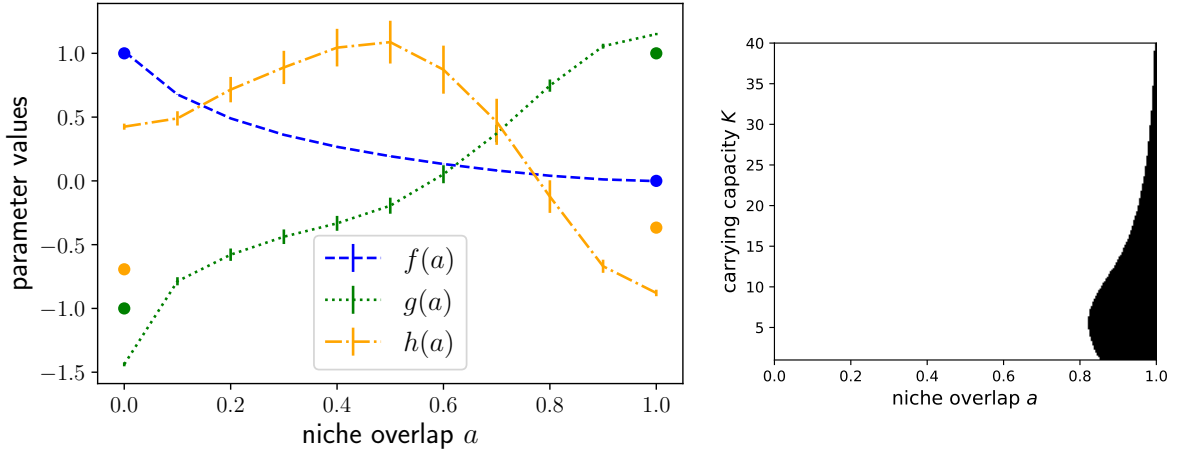 parameter values
1.0
0.5
0.0
−0.5
−1.0
−1.5
f(a)
g(a)
h(a)
0.0 0.2 0.4 0.6 0.8 1.0
niche overlap a
carrying capacity K
40
35
30
25
20
15
10
5
0.0 0.2 0.4 0.6 0.8 1.0
niche overlap a